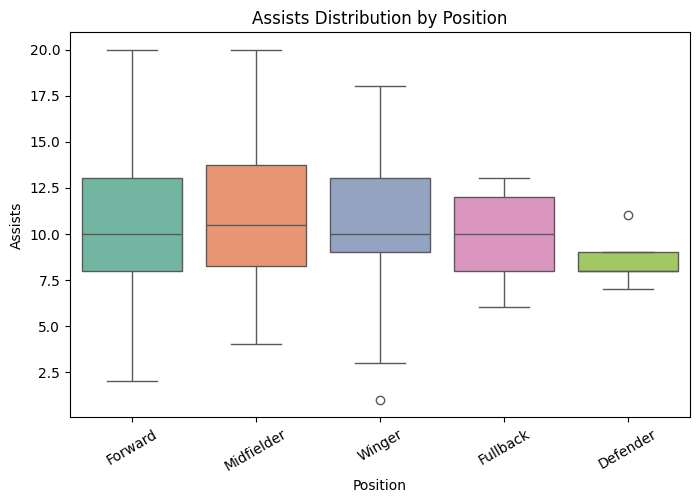 Assists Distribution by Position
20.0
17.5
15.0
12.5
10.0
7.5
5.0
2.5
Assists
Forward
Midfielder
Winger
Fullback
Defender
Position